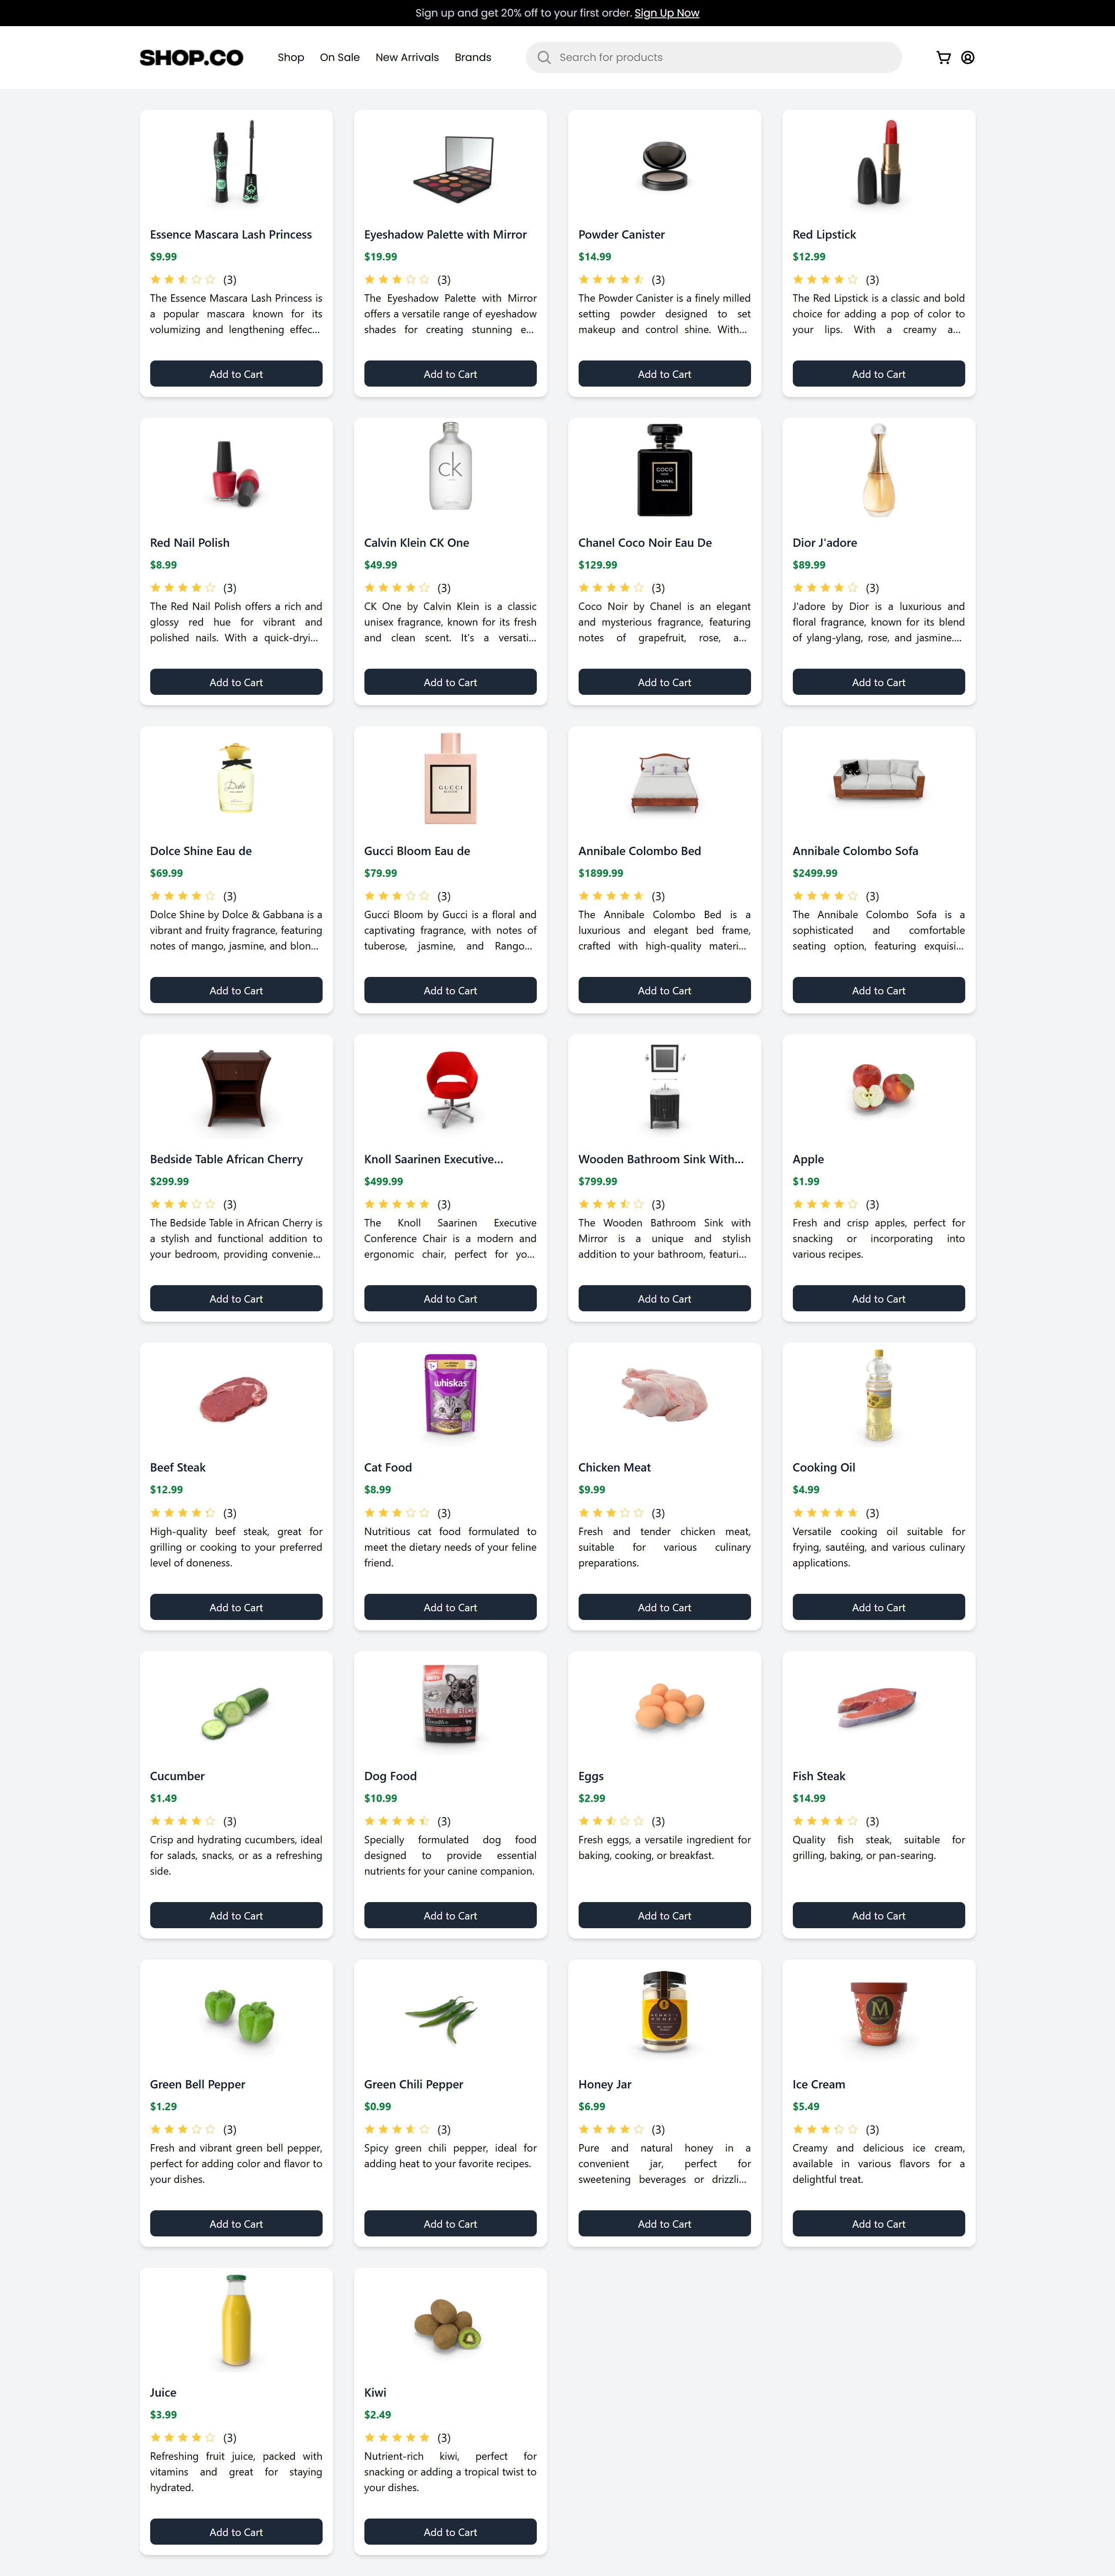 Sign up and get 20% off to your first order. Sign Up Now
SHOP.CO
Shop
On Sale
New Arrivals
Brands
Search for products
Essence Mascara Lash Princess
$9.99
(3)
The Essence Mascara Lash Princess is
a popular mascara known for its
volumizing and lengthening effec...
Add to Cart
Eyeshadow Palette with Mirror
$19.99
(3)
The Eyeshadow Palette with Mirror
offers a versatile range of eyeshadow
shades for creating stunning e...
Add to Cart
Powder Canister
$14.99
(3)
The Powder Canister is a finely milled
setting powder designed to set
makeup and control shine. With...
Add to Cart
Red Lipstick
$12.99
(3)
The Red Lipstick is a classic and bold
choice for adding a pop of color to
your lips. With a creamy a...
Add to Cart
Red Nail Polish
$8.99
(3)
The Red Nail Polish offers a rich and
glossy red hue for vibrant and
polished nails. With a quick-dryi...
Add to Cart
ck
Calvin Klein CK One
$49.99
(3)
CK One by Calvin Klein is a classic
unisex fragrance, known for its fresh
and clean scent. It's a versati...
Add to Cart
COCO
CHANEL
Chanel Coco Noir Eau De
$129.99
(3)
Coco Noir by Chanel is an elegant
and mysterious fragrance, featuring
notes of grapefruit, rose, a...
Add to Cart
Dior J'adore
$89.99
(3)
J'adore by Dior is a luxurious and
floral fragrance, known for its blend
of ylang-ylang, rose, and jasmine....
Add to Cart
Dolce Shine Eau de
$69.99
(3)
Dolce Shine by Dolce & Gabbana is a
vibrant and fruity fragrance, featuring
notes of mango, jasmine, and blon...
Add to Cart
GUCCI
BLOOM
Gucci Bloom Eau de
$79.99
(3)
Gucci Bloom by Gucci is a floral and
captivating fragrance, with notes of
tuberose, jasmine, and Rango...
Add to Cart
Annibale Colombo Bed
$1899.99
(3)
The Annibale Colombo Bed is a
luxurious and elegant bed frame,
crafted with high-quality materi...
Add to Cart
Annibale Colombo Sofa
$2499.99
(3)
The Annibale Colombo Sofa is a
sophisticated and comfortable
seating option, featuring exquisi...
Add to Cart
Bedside Table African Cherry
$299.99
(3)
The Bedside Table in African Cherry is
a stylish and functional addition to
your bedroom, providing convenie...
Add to Cart
Knoll Saarinen Executive...
$499.99
(3)
The Knoll Saarinen Executive
Conference Chair is a modern and
ergonomic chair, perfect for yo...
Add to Cart
Wooden Bathroom Sink With...
$799.99
(3)
The Wooden Bathroom Sink with
Mirror is a unique and stylish
addition to your bathroom, featuri...
Add to Cart
Apple
$1.99
(3)
Fresh and crisp apples, perfect for
snacking or incorporating into
various recipes.
Add to Cart
Beef Steak
$12.99
(3)
High-quality beef steak, great for
grilling or cooking to your preferred
level of doneness.
Add to Cart
whiskas
Cat Food
$8.99
(3)
Nutritious cat food formulated to
meet the dietary needs of your feline
friend.
Add to Cart
Chicken Meat
$9.99
(3)
Fresh and tender chicken meat,
suitable for various culinary
preparations.
Add to Cart
Cooking Oil
$4.99
(3)
Versatile cooking oil suitable for
frying, sautéing, and various culinary
applications.
Add to Cart
Cucumber
$1.49
(3)
Crisp and hydrating cucumbers, ideal
for salads, snacks, or as a refreshing
side.
Add to Cart
LAMB & RICE
Dog Food
$10.99
(3)
Specially formulated dog food
designed to provide essential
nutrients for your canine companion.
Add to Cart
Eggs
$2.99
(3)
Fresh eggs, a versatile ingredient for
baking, cooking, or breakfast.
Add to Cart
Fish Steak
$14.99
(3)
Quality fish steak, suitable for
grilling, baking, or pan-searing.
Add to Cart
Green Bell Pepper
$1.29
(3)
Fresh and vibrant green bell pepper,
perfect for adding color and flavor to
your dishes.
Add to Cart
Green Chili Pepper
$0.99
(3)
Spicy green chili pepper, ideal for
adding heat to your favorite recipes.
Add to Cart
HONEY
Honey Jar
$6.99
(3)
Pure and natural honey in a
convenient jar, perfect for
sweetening beverages or drizzli...
Add to Cart
M
Ice Cream
$5.49
(3)
Creamy and delicious ice cream,
available in various flavors for a
delightful treat.
Add to Cart
Juice
$3.99
(3)
Refreshing fruit juice, packed with
vitamins and great for staying
hydrated.
Add to Cart
Kiwi
$2.49
(3)
Nutrient-rich kiwi, perfect for
snacking or adding a tropical twist to
your dishes.
Add to Cart